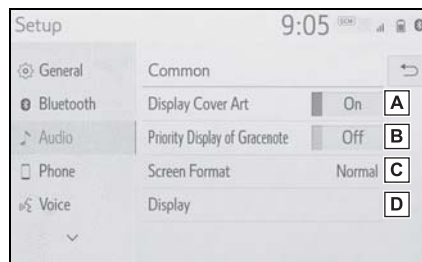 Setup
9:05
DCM
General
Common
Bluetooth
Display Cover Art
On
A
Audio
Priority Display of Gracenote
Off
B
Phone
Screen Format
Normal
C
Voice
Display
D